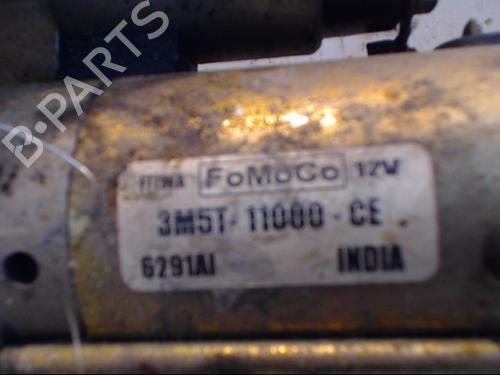 B-PARTS
FoMoCo 12V
3M5T-11000-CE
6291AI INDIA